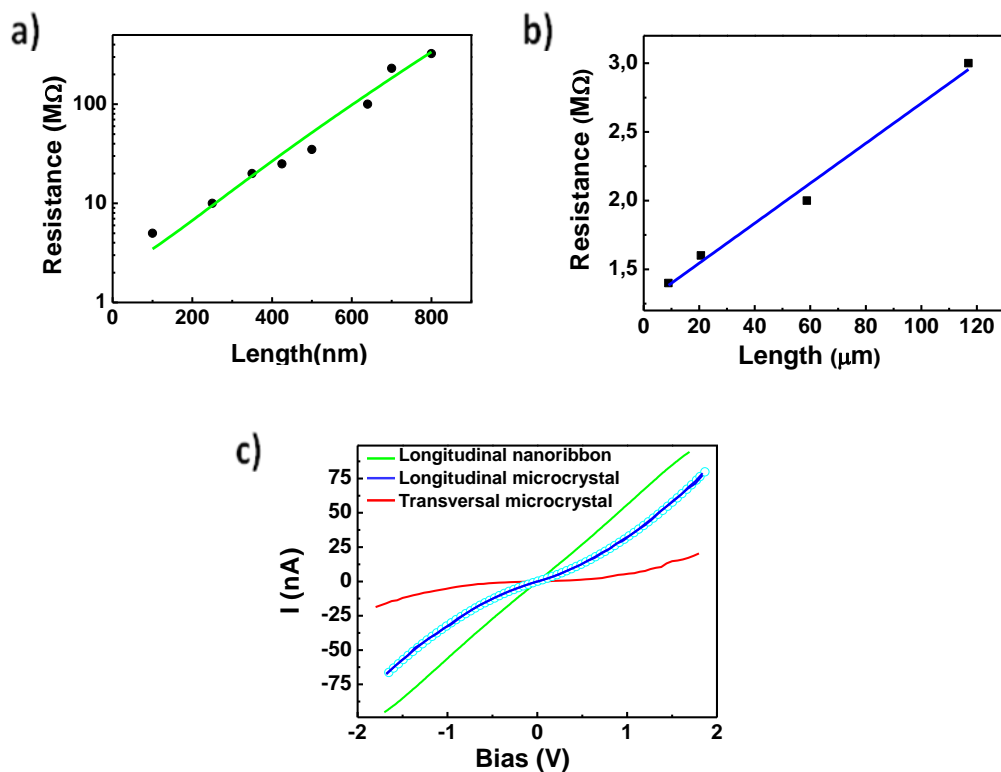 a)
Resistance (MΩ)
100
10
1
0 200 400 600 800
Length(nm)
b)
Resistance (MΩ)
3,0
2,5
2,0
1,5
0 20 40 60 80 100 120
Length (μm)
c)
Longitudinal nanoribbon
Longitudinal microcrystal
Transversal microcrystal
I (nA)
75
50
25
0
-25
-50
-75
-2 -1 0 1 2
Bias (V)